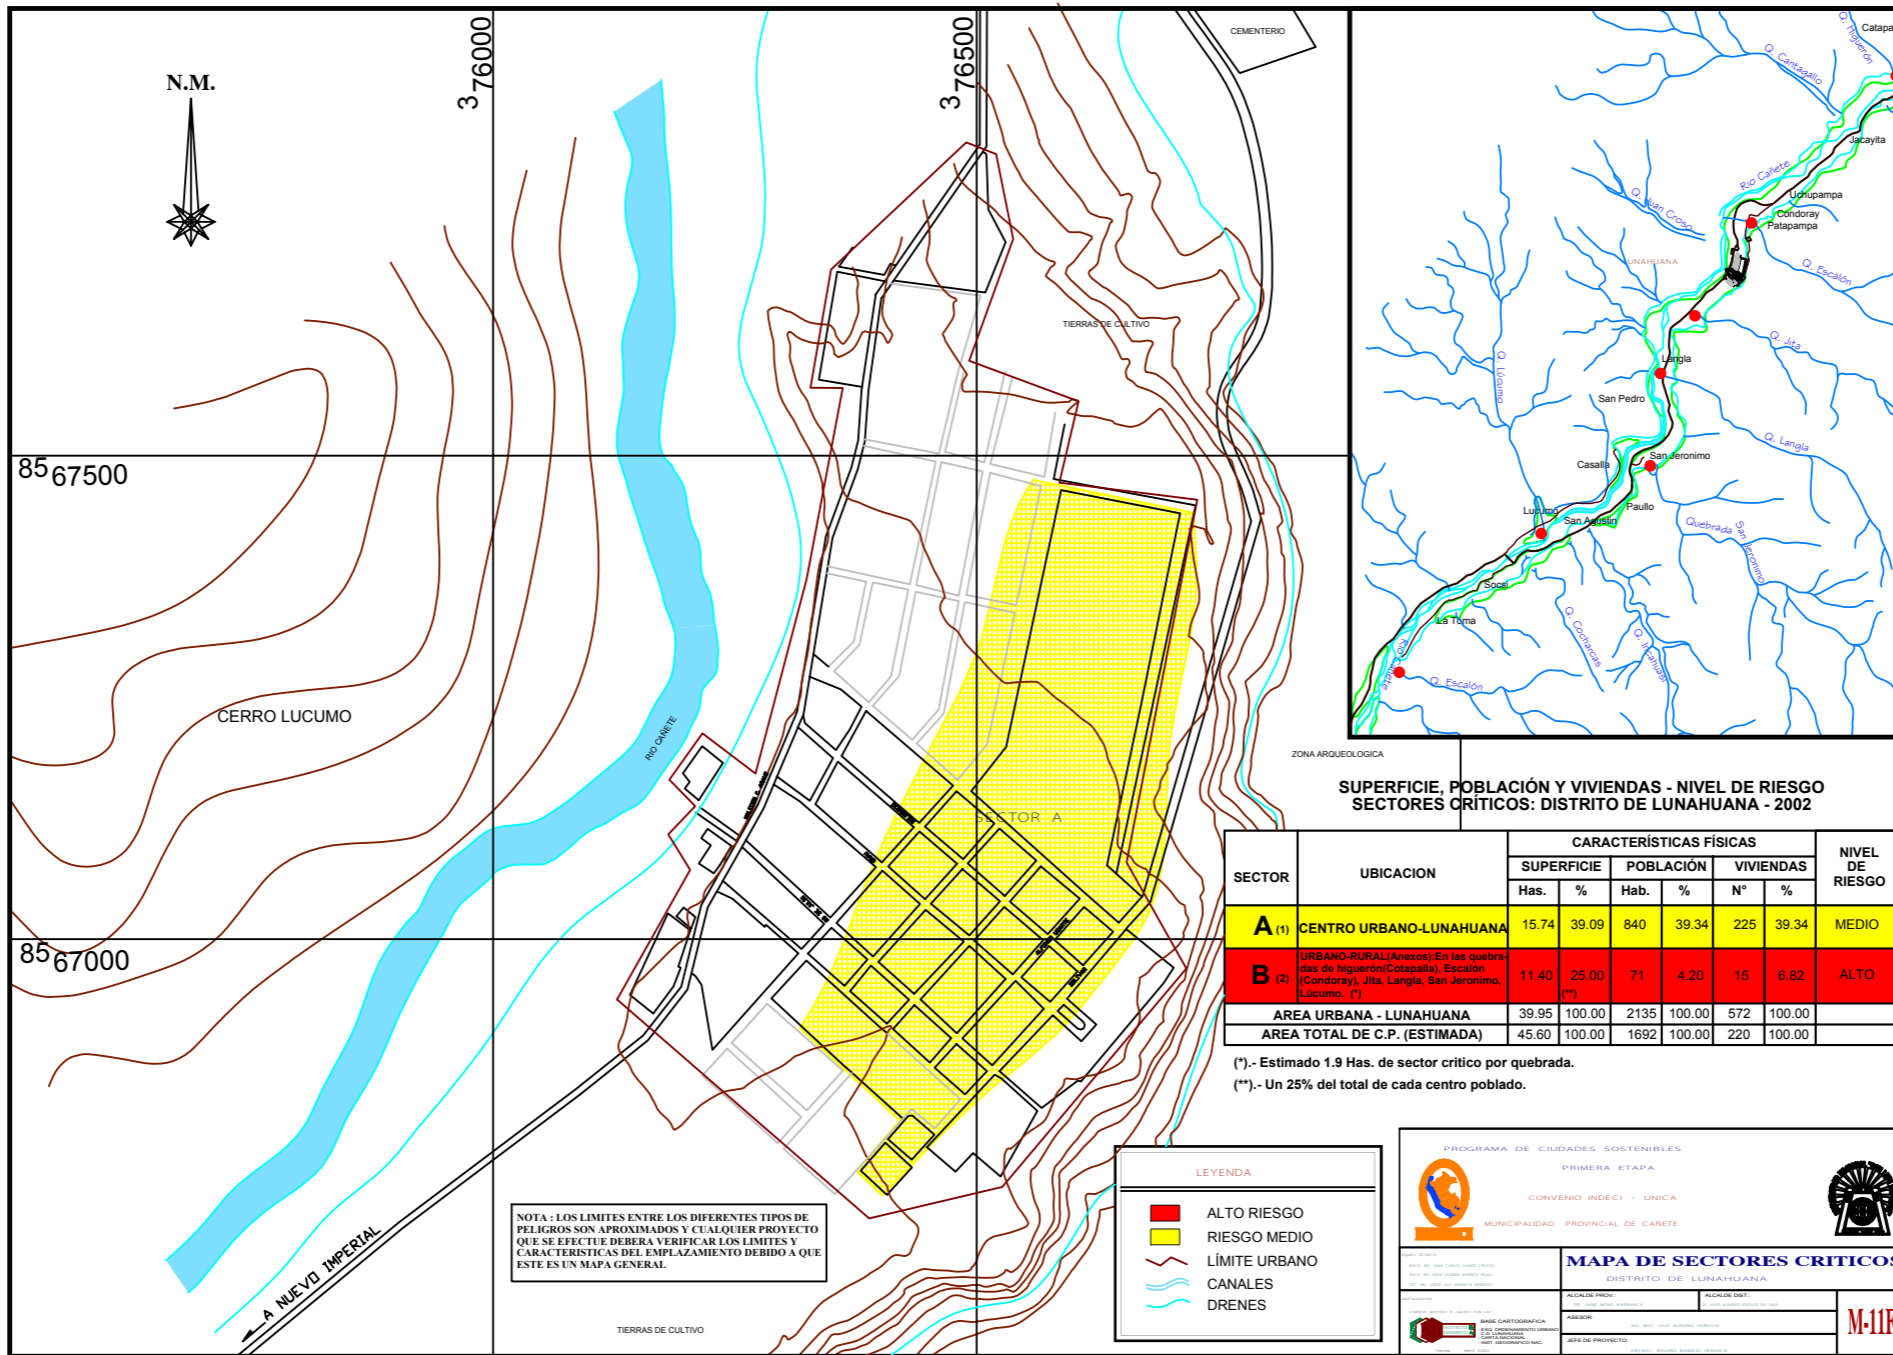 N.M.
376000
376500
CEMENTERIO
8567500
8567000
TIERRAS DE CULTIVO
CERRO LUCUMO
RIO CAÑETE
ZONA ARQUEOLOGICA
SECTOR A
A NUEVO IMPERIAL
TIERRAS DE CULTIVO
NOTA : LOS LIMITES ENTRE LOS DIFERENTES TIPOS DE
PELIGROS SON APROXIMADOS Y CUALQUIER PROYECTO
QUE SE EFECTUE DEBERA VERIFICAR LOS LIMITES Y
CARACTERISTICAS DEL EMPLAZAMIENTO DEBIDO A QUE
ESTE ES UN MAPA GENERAL
Q. Higuerón
Catapa
Q. Cantagallo
Jacayita
Rio Cañete
Uchupampa
Q. Juan Croso
Condoray
Patapampa
UNAHUANA
Q. Escalón
Q. Jita
Q. Lúcumo
Langla
San Pedro
Q. Langla
Casalla
San Jeronimo
Lucumo
San Agustin
Paullo
Quebrada San Jeronimo
Socsi
La Toma
Q. Cocharcas
Q. Incahuasi
Rio Cañete
Q. Escalón
SUPERFICIE, POBLACIÓN Y VIVIENDAS - NIVEL DE RIESGO
SECTORES CRÍTICOS: DISTRITO DE LUNAHUANA - 2002
SECTOR UBICACION CARACTERÍSTICAS FÍSICAS NIVEL DE RIESGO
SUPERFICIE POBLACIÓN VIVIENDAS
Has. % Hab. % N° %
A (1) CENTRO URBANO-LUNAHUANA 15.74 39.09 840 39.34 225 39.34 MEDIO
B (2) URBANO-RURAL(Anexos):En las quebra-
das de higuerón(Cotapalla), Escalón
(Condoray), Jita, Langla, San Jeronimo,
Lúcumo. (*) 11.40 25.00 (**) 71 4.20 15 6.82 ALTO
AREA URBANA - LUNAHUANA 39.95 100.00 2135 100.00 572 100.00
AREA TOTAL DE C.P. (ESTIMADA) 45.60 100.00 1692 100.00 220 100.00
(*).- Estimado 1.9 Has. de sector critico por quebrada.
(**).- Un 25% del total de cada centro poblado.
LEYENDA
ALTO RIESGO
RIESGO MEDIO
LÍMITE URBANO
CANALES
DRENES
PROGRAMA DE CIUDADES SOSTENIBLES
PRIMERA ETAPA
CONVENIO INDECI - UNICA
MUNICIPALIDAD PROVINCIAL DE CAÑETE
MAPA DE SECTORES CRITICOS
DISTRITO DE LUNAHUANA
ALCALDE PROV.:
ALCALDE DIST.:
ASESOR:
JEFE DE PROYECTO:
BASE CARTOGRAFICA
M-11